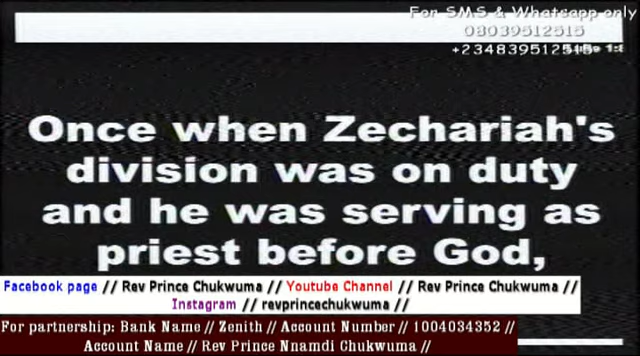 For SMS & Whatsapp only
08039512515
+2348395125
Once when Zechariah's
division was on duty
and he was serving as
priest before God,
Facebook page // Rev Prince Chukwuma // Youtube Channel // Rev Prince Chukwuma //
Instagram // revprincechukwuma //
For partnership: Bank Name // Zenith // Account Number // 1004034352 //
Account Name // Rev Prince Nnamdi Chukwuma //